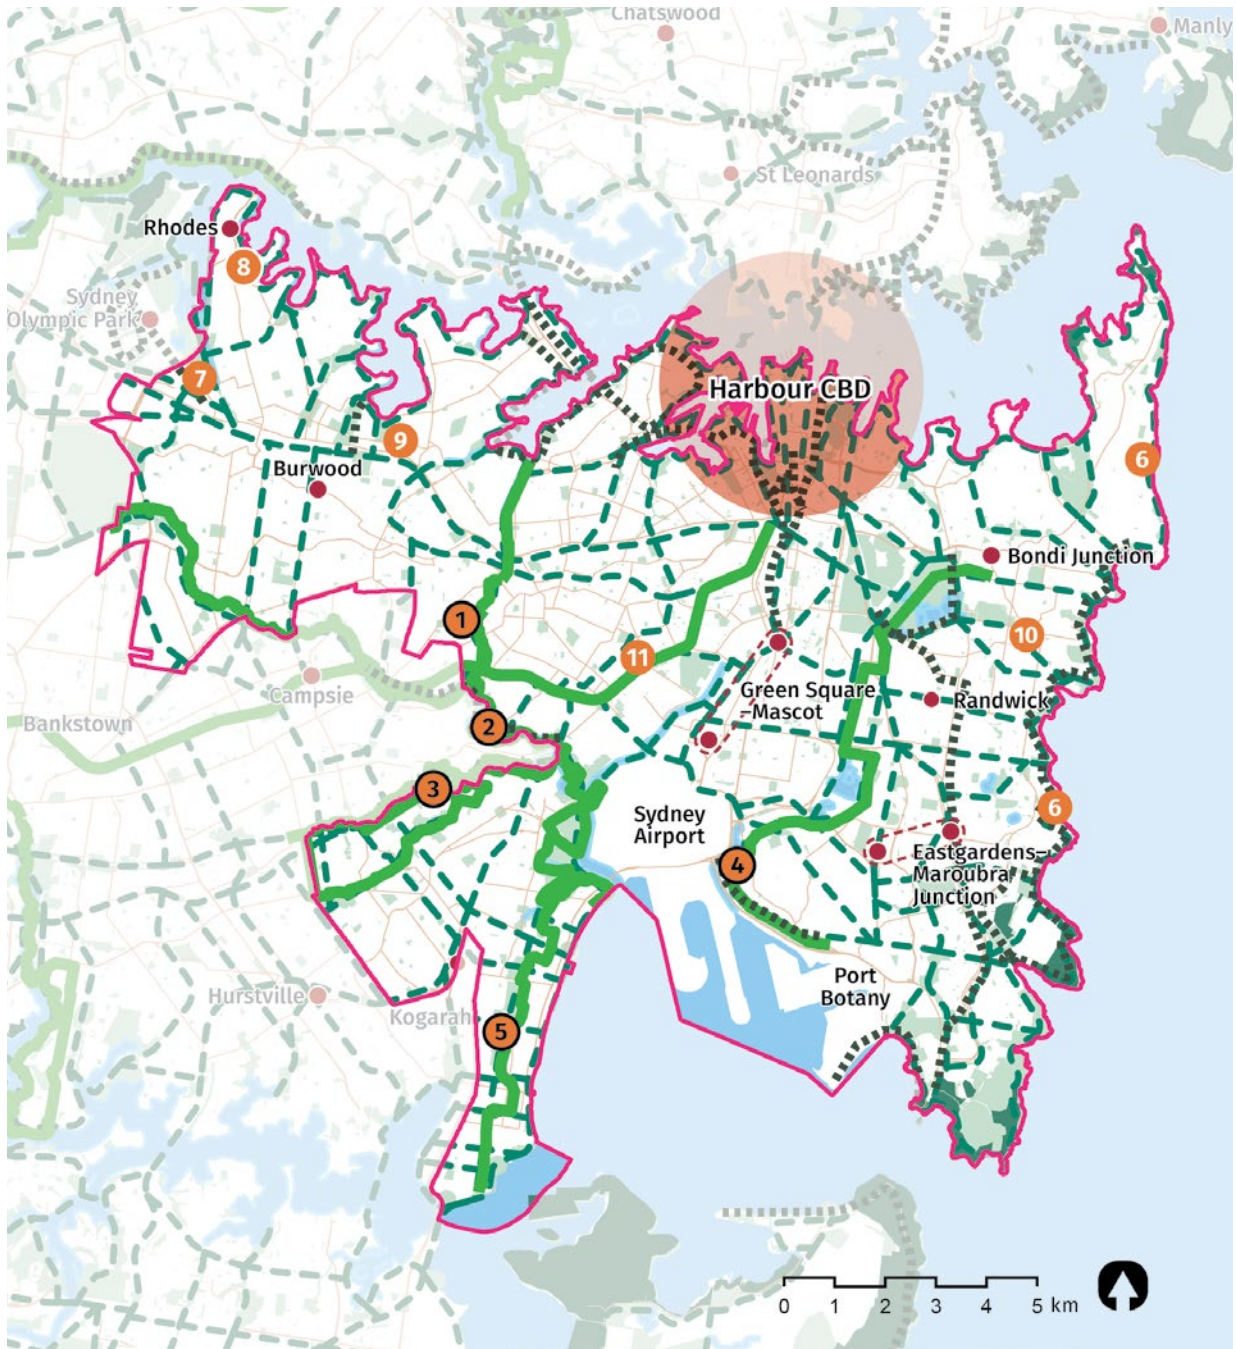 Chatswood
Manly
St Leonards
Rhodes
8
Sydney
Olympic Park
7
Harbour CBD
9
6
Burwood
Bondi Junction
1
10
11
Campsie
Green Square
–Mascot
Randwick
Bankstown
2
3
6
Sydney
Airport
4
Eastgardens–
Maroubra
Junction
Port
Botany
Hurstville
Kogarah
5
0 1 2 3 4 5 km